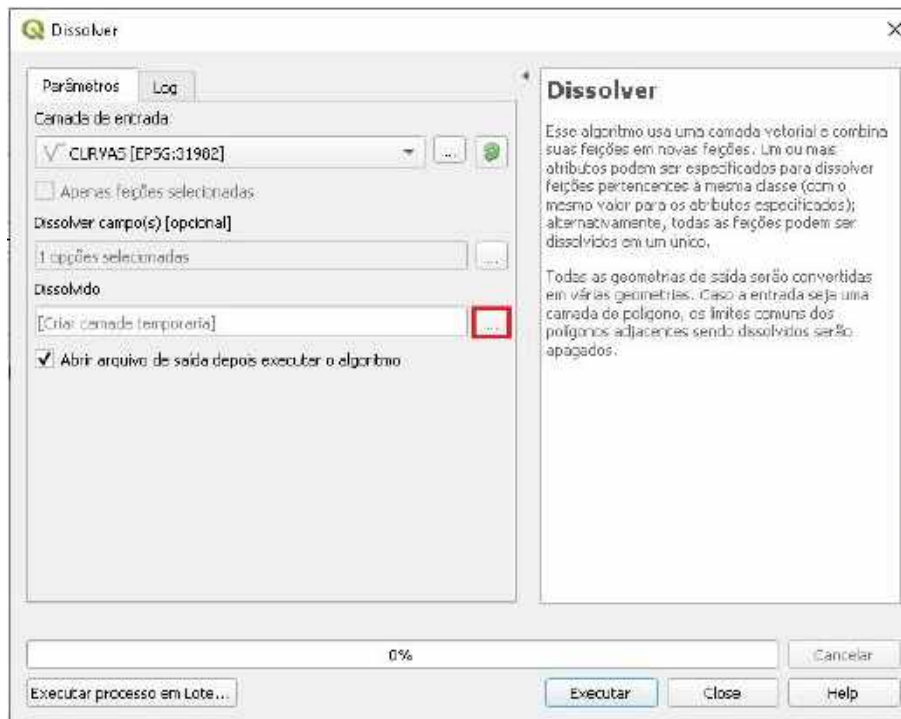 Dissolver
Parâmetros
Log
Camada de entrada
CURVAS [EPSG:31982]
...
Apenas feições selecionadas
Dissolver campo(s) [opcional]
1 opções selecionadas
...
Dissolvido
[Criar camada temporaria]
...
Abrir arquivo de saída depois executar o algoritmo
Dissolver
Esse algoritmo usa uma camada vetorial e combina
suas feições em novas feições. Um ou mais
atributos podem ser especificados para dissolver
feições pertencentes à mesma classe (com o
mesmo valor para os atributos especificados);
alternativamente, todas as feições podem ser
dissolvidos em um único.
Todas as geometrias de saída serão convertidas
em várias geometrias. Caso a entrada seja uma
camada de polígono, os limites comuns dos
polígonos adjacentes sendo dissolvidos serão
apagados.
0%
Cancelar
Executar processo em Lote...
Executar
Close
Help